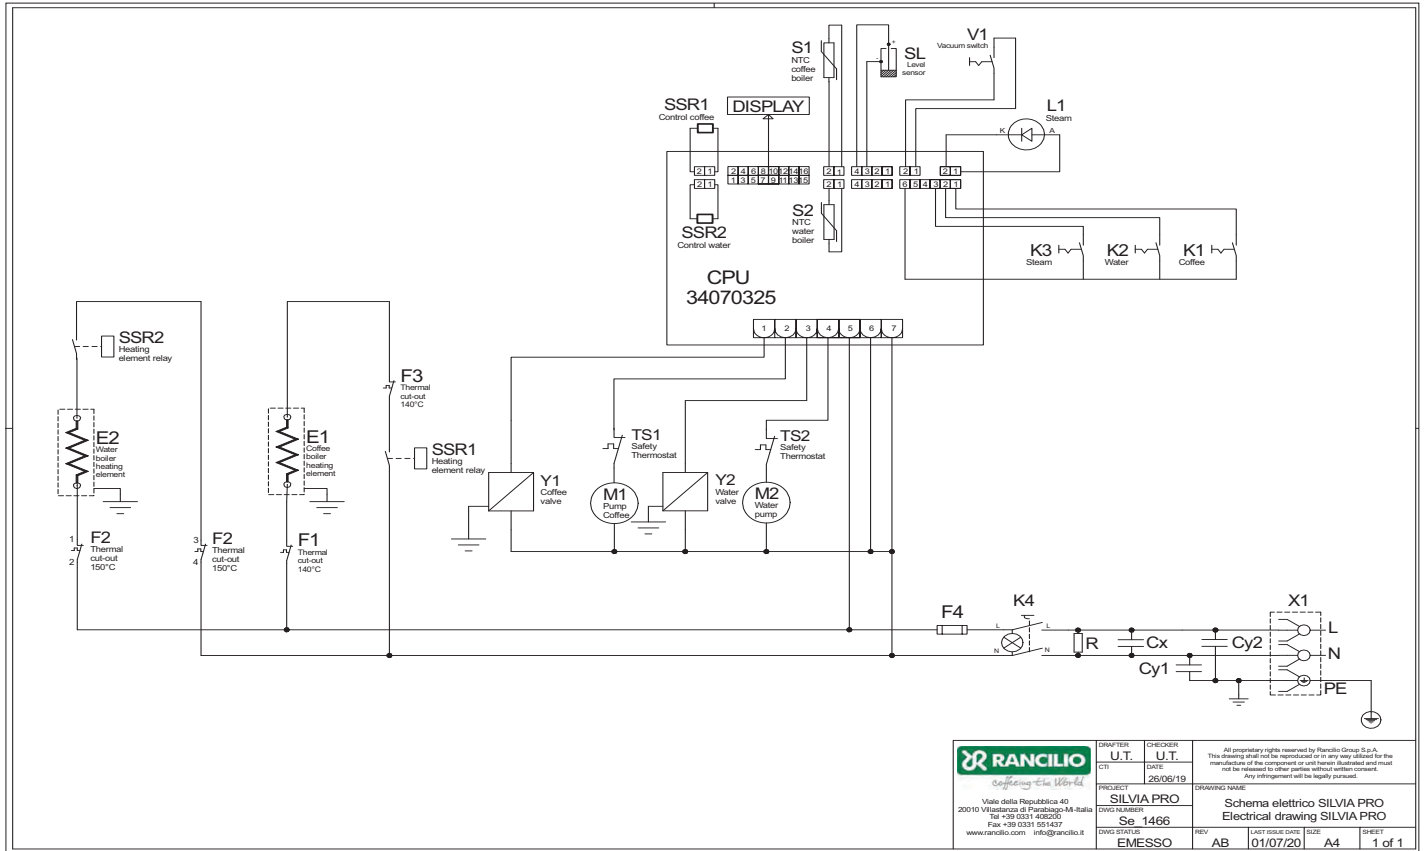 S1
NTC
coffee
boiler
SL
Level
sensor
+
-
V1
Vacuum switch
SSR1
Control coffee
DISPLAY
L1
Steam
K
A
2 1
2 4 6 8 10 12 14 16
2 1
4 3 2 1
2 1
2 1
2 1
1 3 5 7 9 11 13 15
2 1
4 3 2 1
6 5 4 3 2 1
SSR2
Control water
S2
NTC
water
boiler
K3
Steam
K2
Water
K1
Coffee
CPU
34070325
1 2 3 4 5 6 7
SSR2
Heating
element relay
F3
Thermal
cut-out
140°C
E2
Water
boiler
heating
element
E1
Coffee
boiler
heating
element
SSR1
Heating
element relay
TS1
Safety
Thermostat
TS2
Safety
Thermostat
Y1
Coffee
valve
M1
Pump
Coffee
Y2
Water
valve
M2
Water
pump
1
2
F2
Thermal
cut-out
150°C
3
4
F2
Thermal
cut-out
150°C
F1
Thermal
cut-out
140°C
F4
K4
L
L
N
N
R
Cx
Cy1
Cy2
X1
L
N
PE
RANCILIO
coffeeing the World
Viale della Repubblica 40
20010 Villastanza di Parabiago-Mi-Italia
Tel +39 0331 408200
Fax +39 0331 551437
www.rancilio.com info@rancilio.it
DRAFTER
U.T.
CHECKER
U.T.
CTI
DATE
26/06/19
All proprietary rights reserved by Rancilio Group S.p.A.
This drawing shall not be reproduced or in any way utilized for the
manufacture of the component or unit herein illustrated and must
not be released to other parties without written consent.
Any infringement will be legally pursued.
PROJECT
SILVIA PRO
DWG NUMBER
Se_1466
DRAWING NAME
Schema elettrico SILVIA PRO
Electrical drawing SILVIA PRO
DWG STATUS
EMESSO
REV
AB
LAST ISSUE DATE
01/07/20
SIZE
A4
SHEET
1 of 1